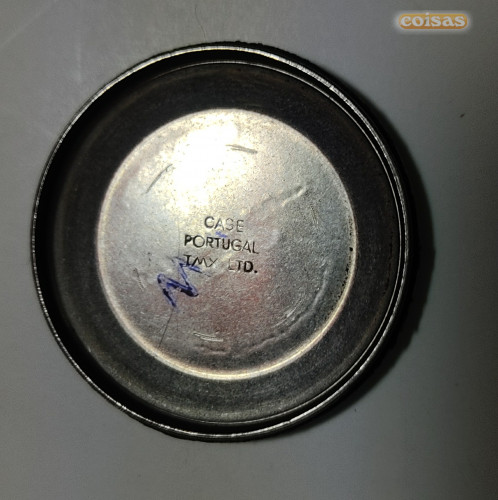 coisas
CASE
PORTUGAL
TMX LTD.